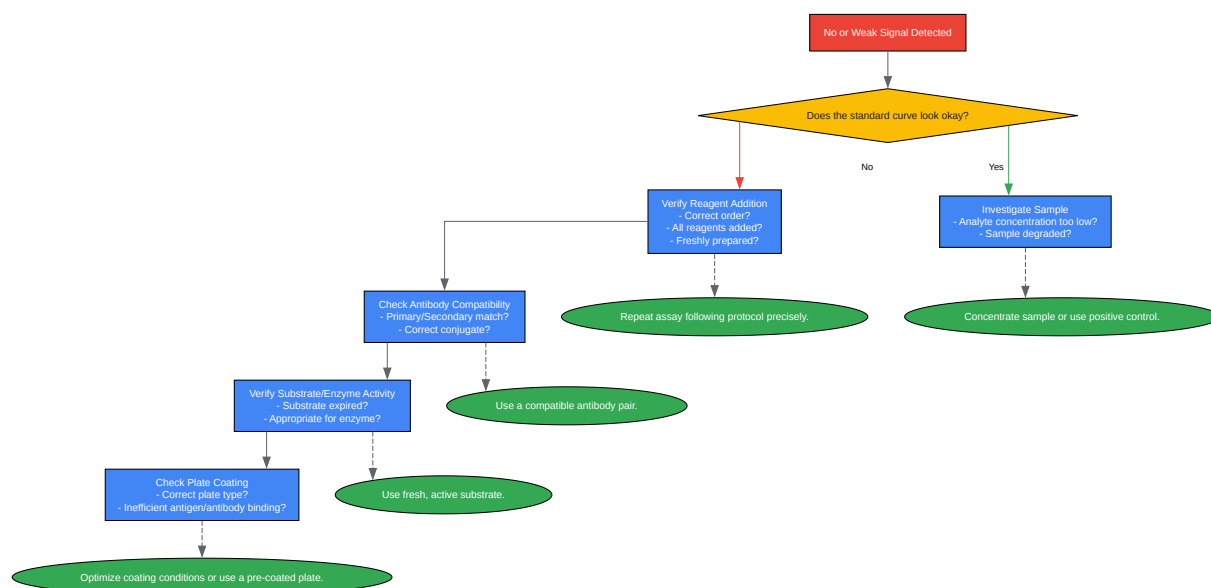 No or Weak Signal Detected
Does the standard curve look okay?
No
Yes
Verify Reagent Addition
- Correct order?
- All reagents added?
- Freshly prepared?
Investigate Sample
- Analyte concentration too low?
- Sample degraded?
Check Antibody Compatibility
- Primary/Secondary match?
- Correct conjugate?
Repeat assay following protocol precisely.
Concentrate sample or use positive control.
Verify Substrate/Enzyme Activity
- Substrate expired?
- Appropriate for enzyme?
Use a compatible antibody pair.
Check Plate Coating
- Correct plate type?
- Inefficient antigen/antibody binding?
Use fresh, active substrate.
Optimize coating conditions or use a pre-coated plate.